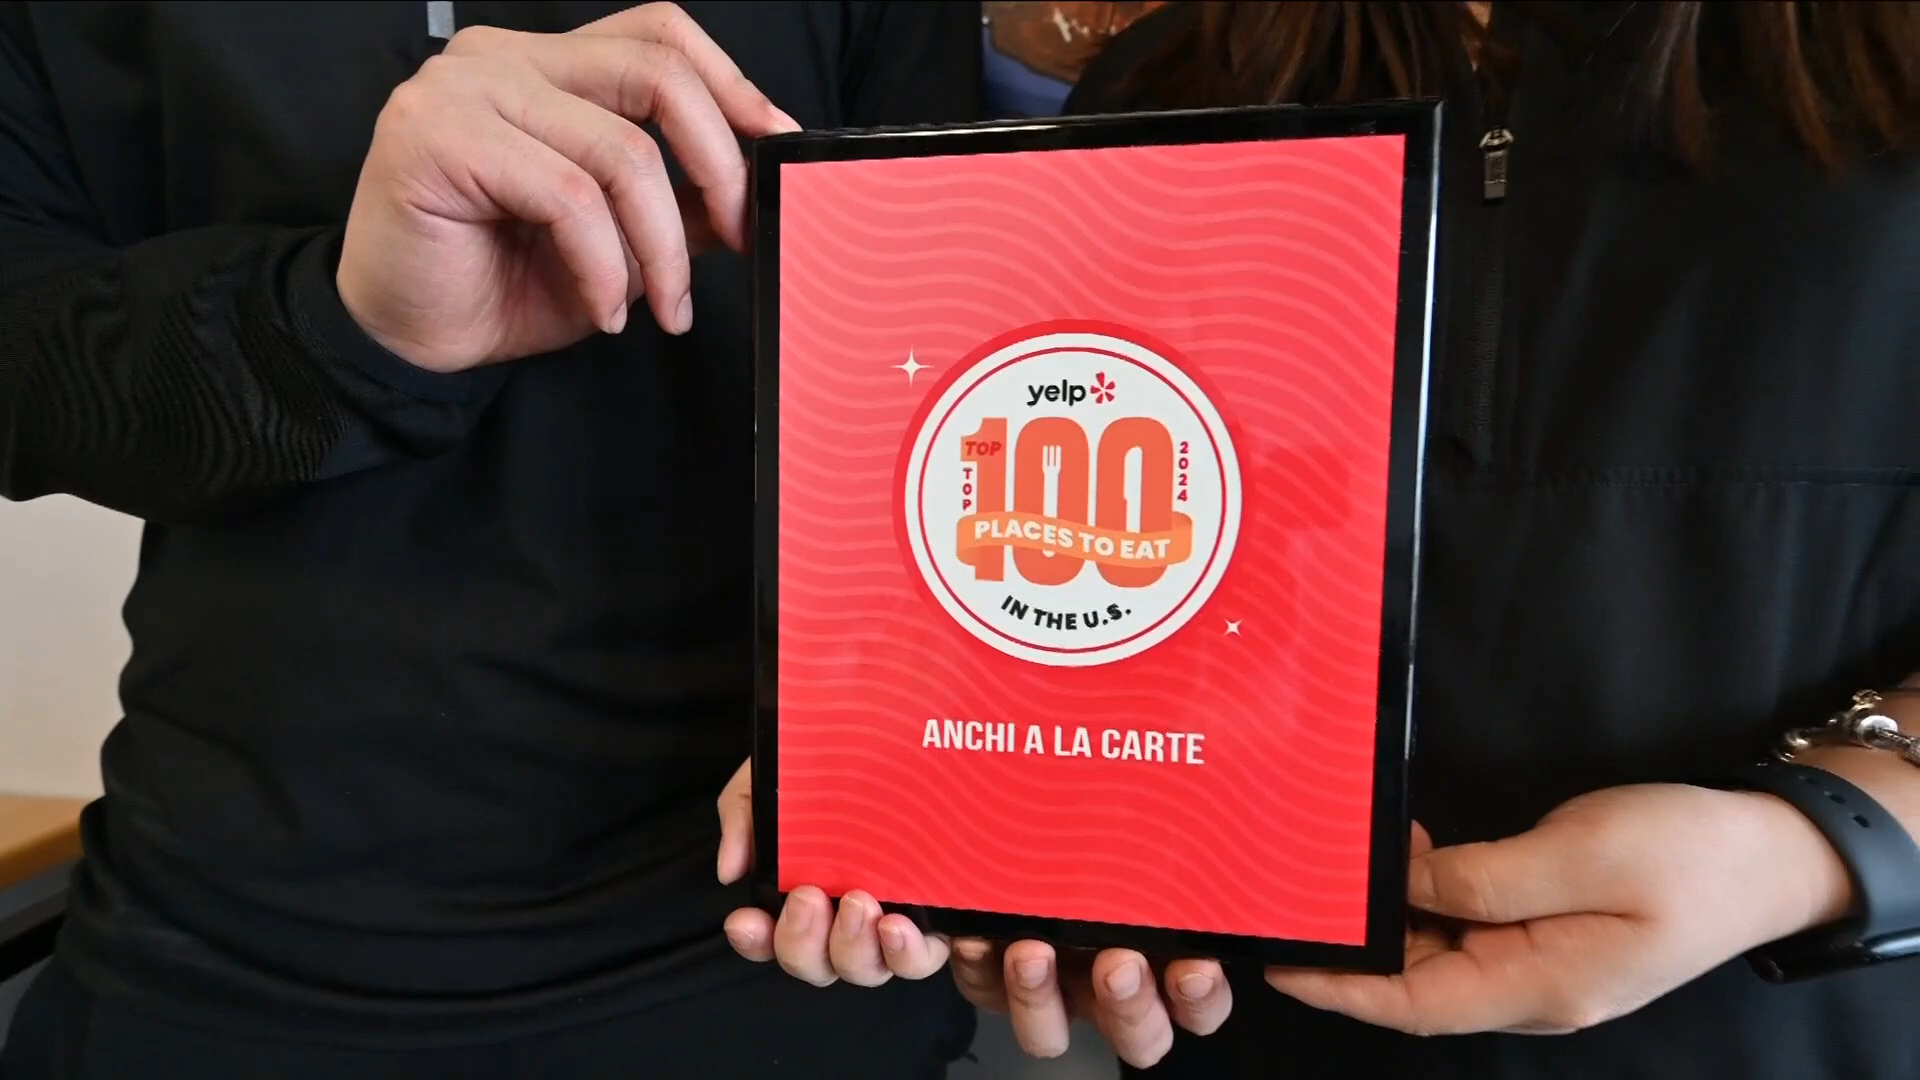 yelp
TOP
TOP
100
2024
PLACES TO EAT
IN THE U.S.
ANCHI A LA CARTE